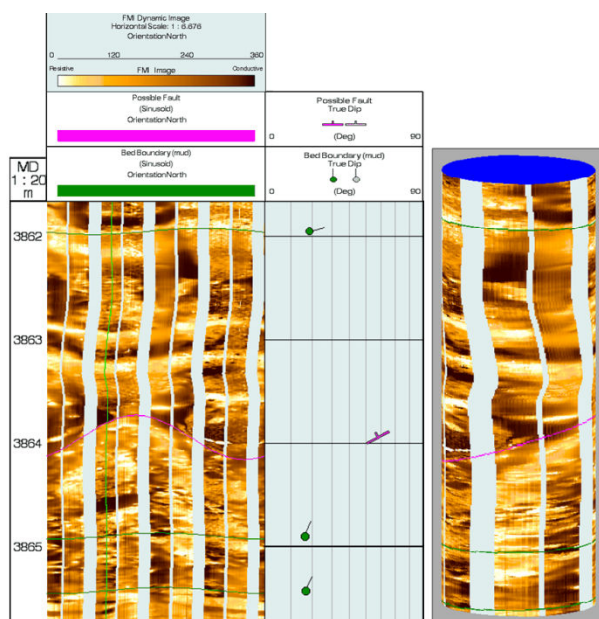 FMI Dynamic Image
Horizontal Scale: 1 : 6.676
OrientationNorth
0 120 240 360
Resistive FMI Image Conductive
Possible Fault
(Sinusoid)
OrientationNorth
Possible Fault
True Dip
0 (Deg) 90
MD
1 : 20
m
Bed Boundary (mud)
(Sinusoid)
OrientationNorth
Bed Boundary (mud)
True Dip
0 (Deg) 90
3862
3863
3864
3865